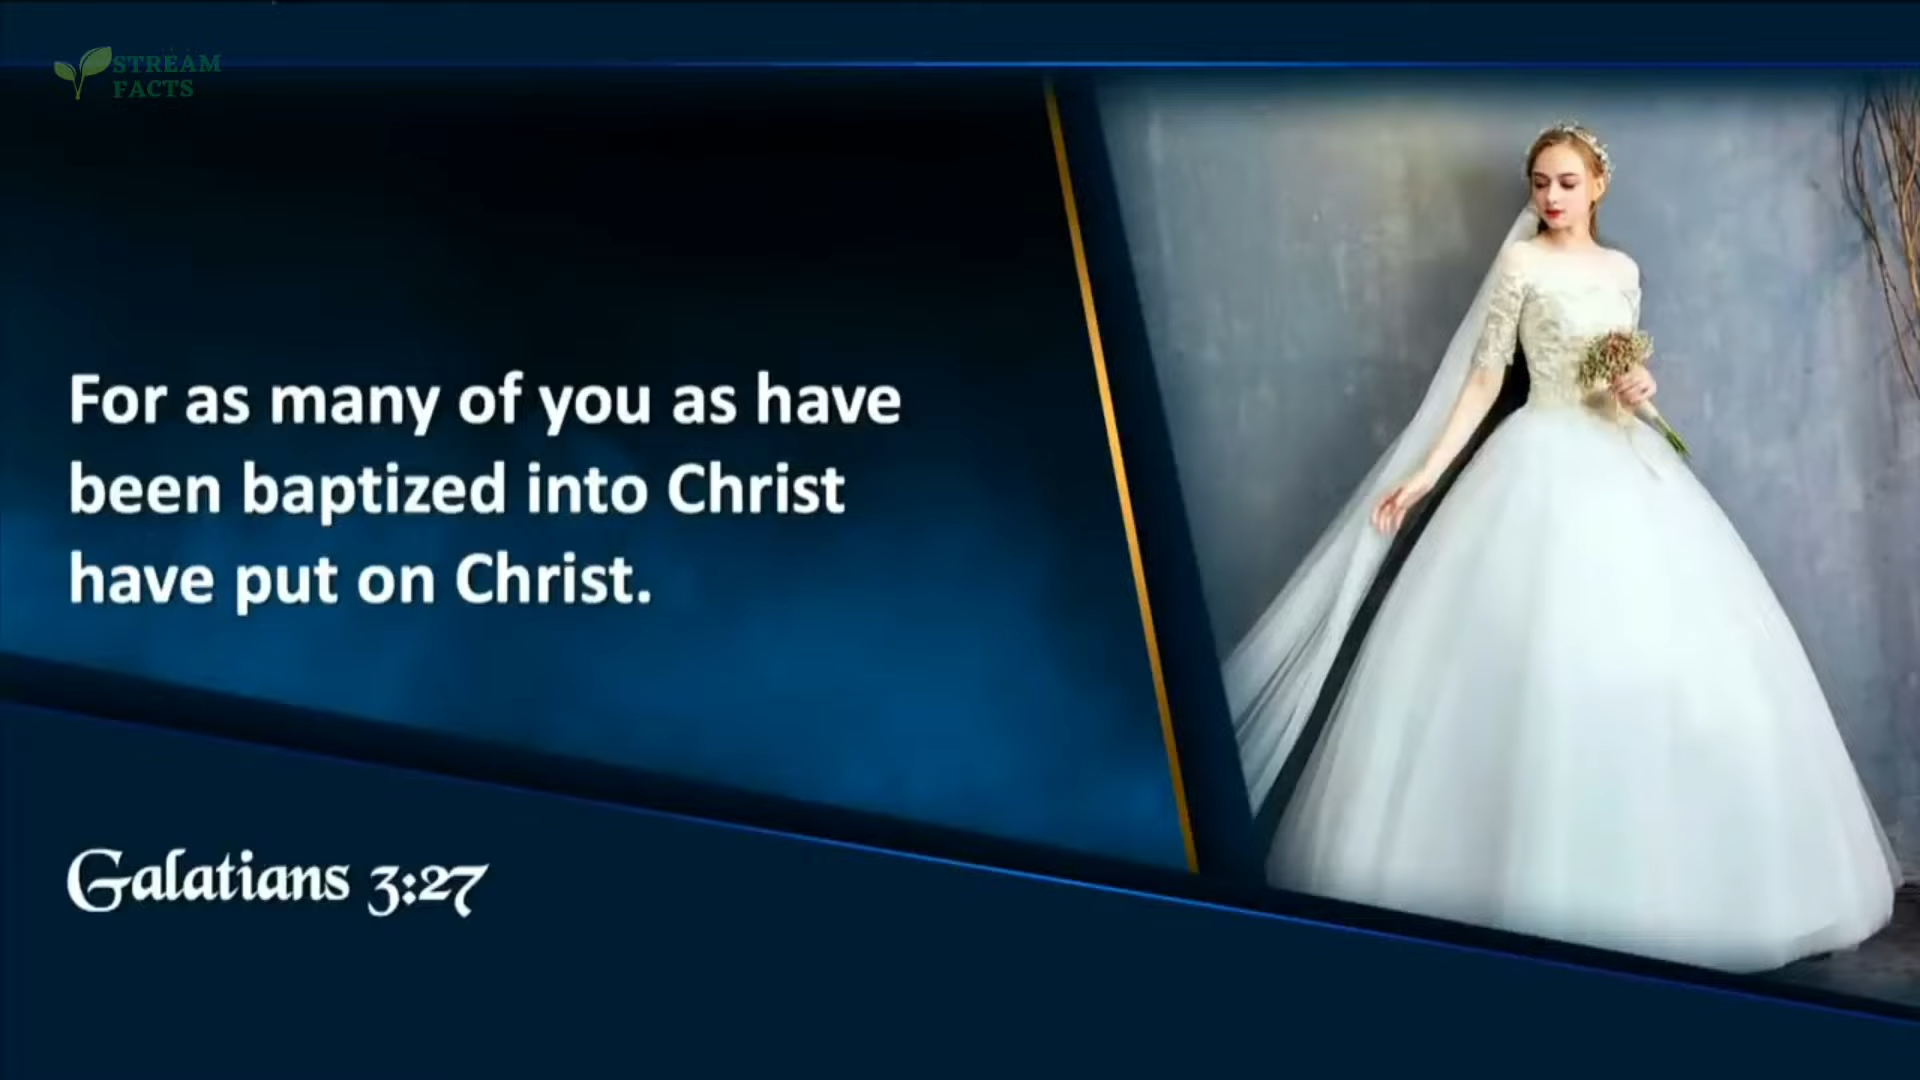 STREAM
FACTS
For as many of you as have
been baptized into Christ
have put on Christ.
Galatians 3:27